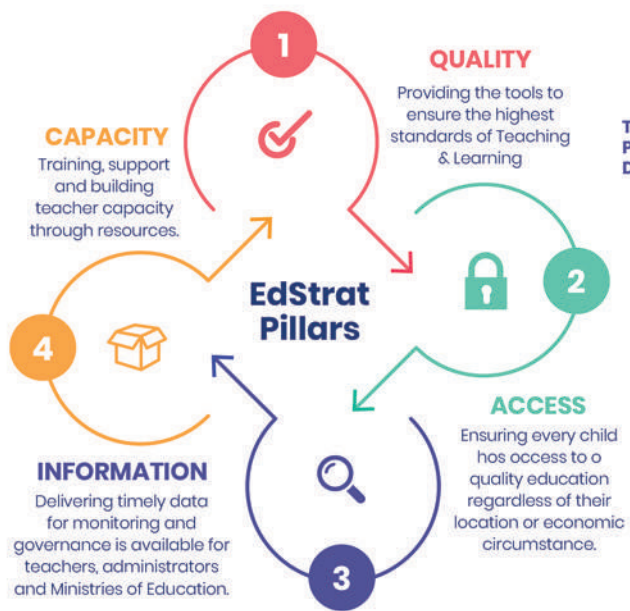 1
QUALITY
Providing the tools to
ensure the highest
standards of Teaching
& Learning
T
P
D
CAPACITY
Training, support
and building
teacher capacity
through resources.
EdStrat
Pillars
2
4
ACCESS
Ensuring every child
hos occess to o
quality education
regardless of their
location or economic
circumstance.
INFORMATION
Delivering timely data
for monitoring and
governance is available for
teachers, administrators
and Ministries of Education.
3